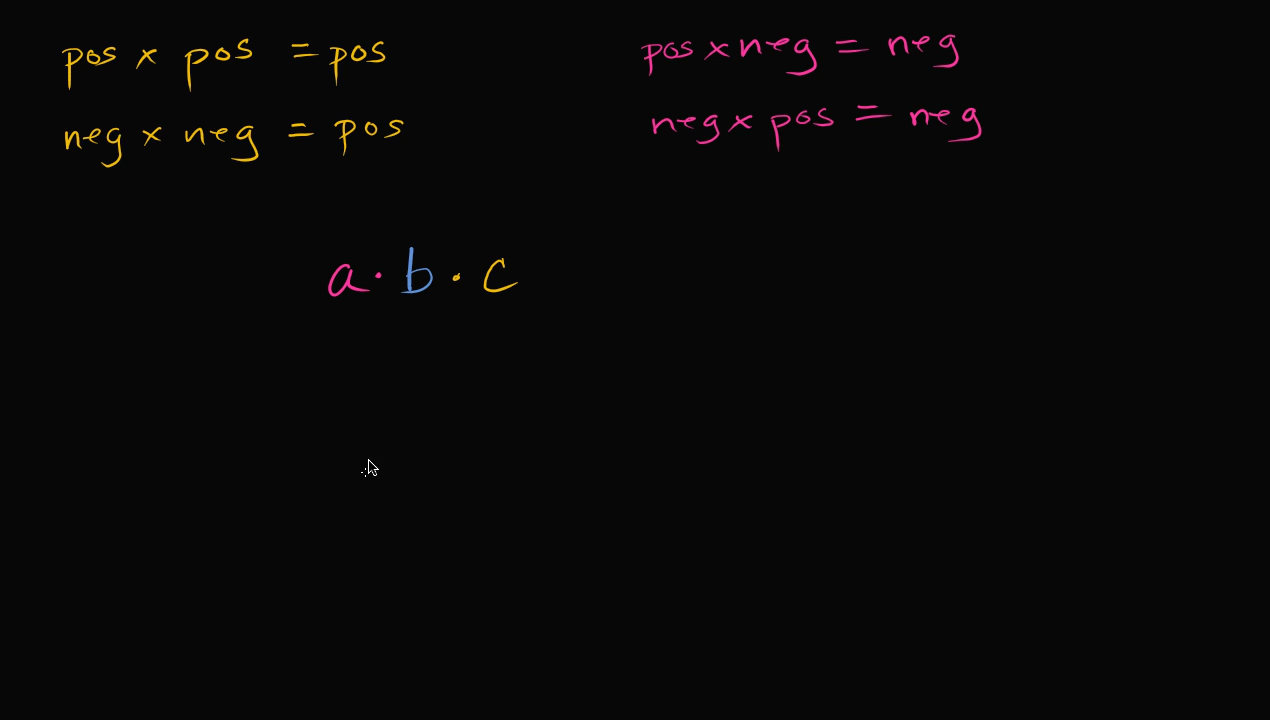 pos x pos = pos
neg x neg = pos
pos x neg = neg
neg x pos = neg
a · b · c